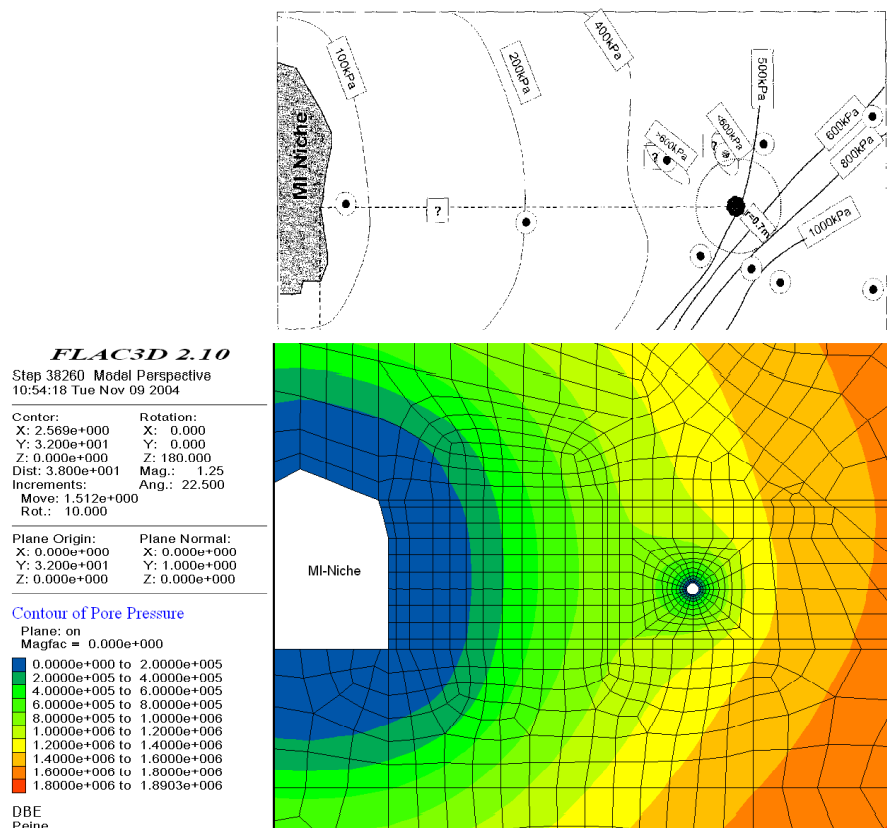 100kPa
200kPa
400kPa
500kPa
600kPa
800kPa
1000kPa
>600kPa
?
<600kPa
?
MI Niche
?
r=0.7m
FLAC3D 2.10
Step 38260 Model Perspective
10:54:18 Tue Nov 09 2004
Center: Rotation:
X: 2.569e+000 X: 0.000
Y: 3.200e+001 Y: 0.000
Z: 0.000e+000 Z: 180.000
Dist: 3.800e+001 Mag.: 1.25
Increments: Ang.: 22.500
Move: 1.512e+000
Rot.: 10.000
Plane Origin: Plane Normal:
X: 0.000e+000 X: 0.000e+000
Y: 3.200e+001 Y: 1.000e+000
Z: 0.000e+000 Z: 0.000e+000
Contour of Pore Pressure
Plane: on
Magfac = 0.000e+000
0.0000e+000 to 2.0000e+005
2.0000e+005 to 4.0000e+005
4.0000e+005 to 6.0000e+005
6.0000e+005 to 8.0000e+005
8.0000e+005 to 1.0000e+006
1.0000e+006 to 1.2000e+006
1.2000e+006 to 1.4000e+006
1.4000e+006 to 1.6000e+006
1.6000e+006 to 1.8000e+006
1.8000e+006 to 1.8903e+006
DBE
Peine
MI-Niche